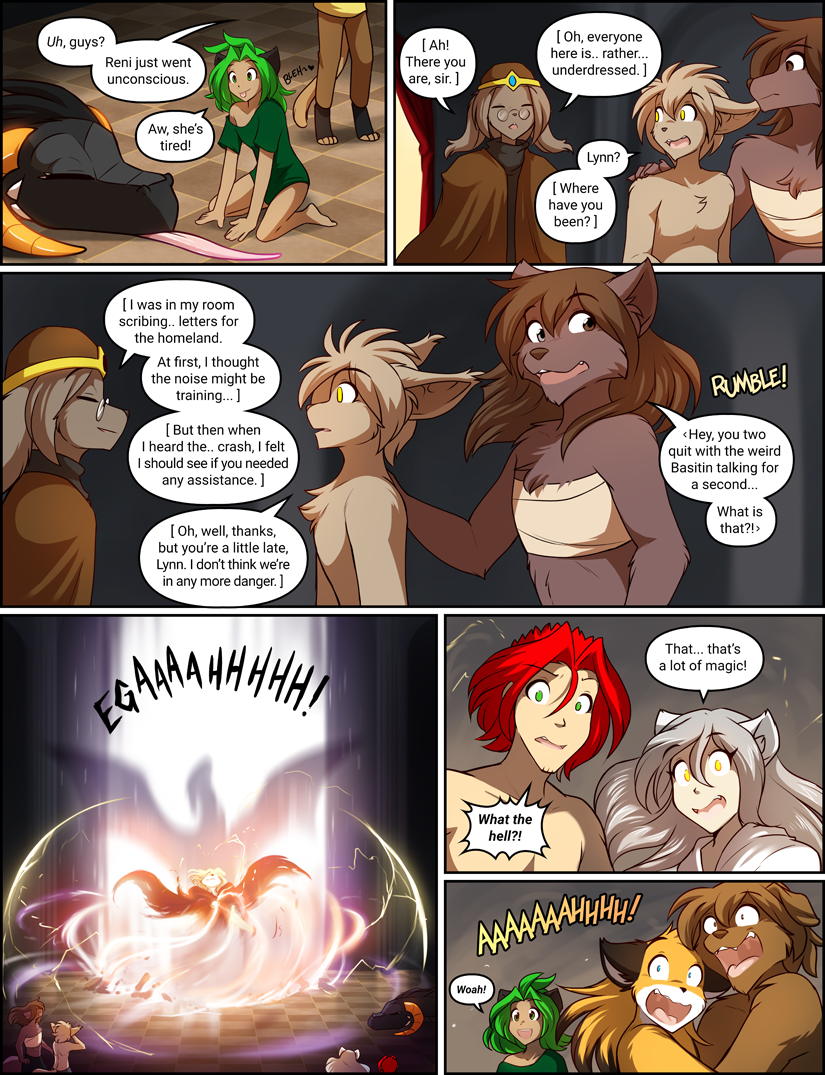 Uh, guys?
Reni just went
unconscious.
BLEH~♥
Aw, she's
tired!
[ Ah!
There you
are, sir. ]
[ Oh, everyone
here is.. rather...
underdressed. ]
Lynn?
[ Where
have you
been? ]
[ I was in my room
scribing.. letters for
the homeland.
At first, I thought
the noise might be
training... ]
[ But then when
I heard the.. crash, I felt
I should see if you needed
any assistance. ]
[ Oh, well, thanks,
but you're a little late,
Lynn. I don't think we're
in any more danger. ]
RUMBLE!
‹Hey, you two
quit with the weird
Basitin talking for
a second...
What is
that?!›
EGAAAAHHHHH!
That... that's
a lot of magic!
What the
hell?!
AAAAAAAHHHH!
Woah!